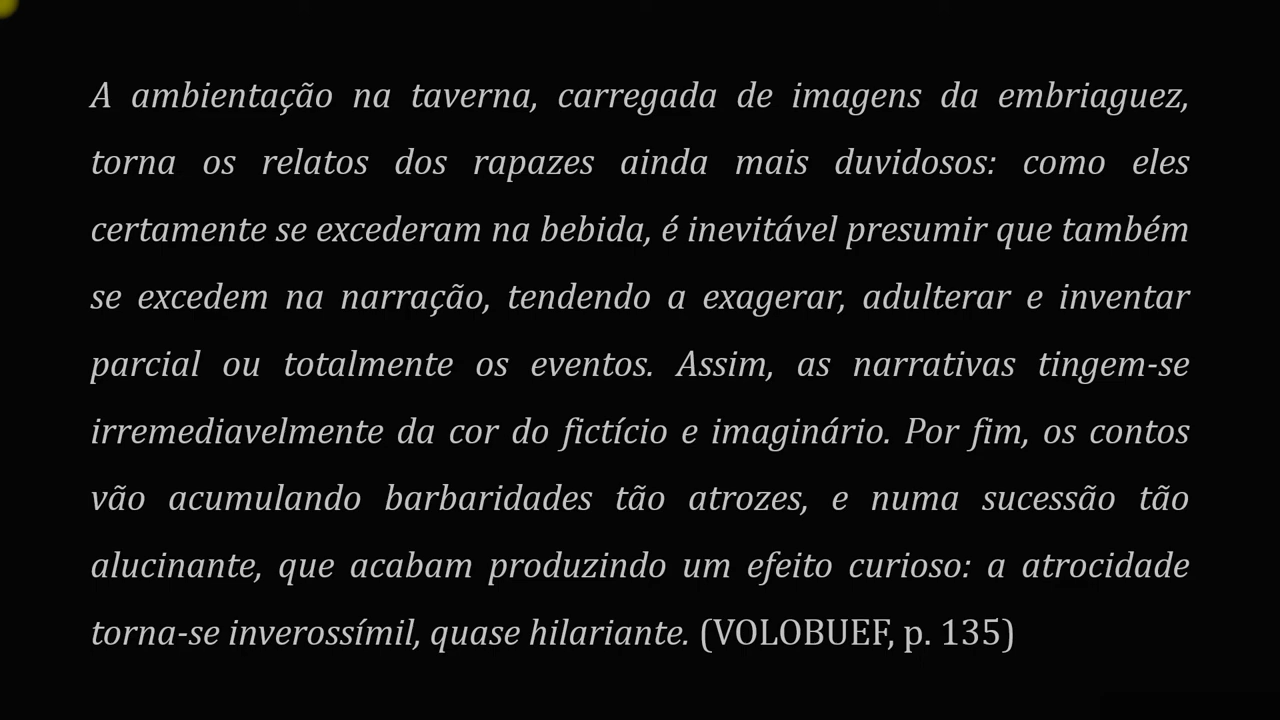 A ambientação na taverna, carregada de imagens da embriaguez,
torna os relatos dos rapazes ainda mais duvidosos: como eles
certamente se excederam na bebida, é inevitável presumir que também
se excedem na narração, tendendo a exagerar, adulterar e inventar
parcial ou totalmente os eventos. Assim, as narrativas tingem-se
irremediavelmente da cor do fictício e imaginário. Por fim, os contos
vão acumulando barbaridades tão atrozes, e numa sucessão tão
alucinante, que acabam produzindo um efeito curioso: a atrocidade
torna-se inverossímil, quase hilariante. (VOLOBUEF, p. 135)